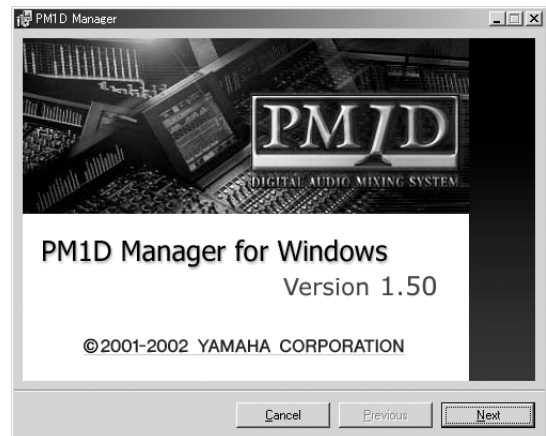 PM1D Manager
PM1D
DIGITAL AUDIO MIXING SYSTEM
PM1D Manager for Windows
Version 1.50
©2001-2002 YAMAHA CORPORATION
Cancel
Previous
Next